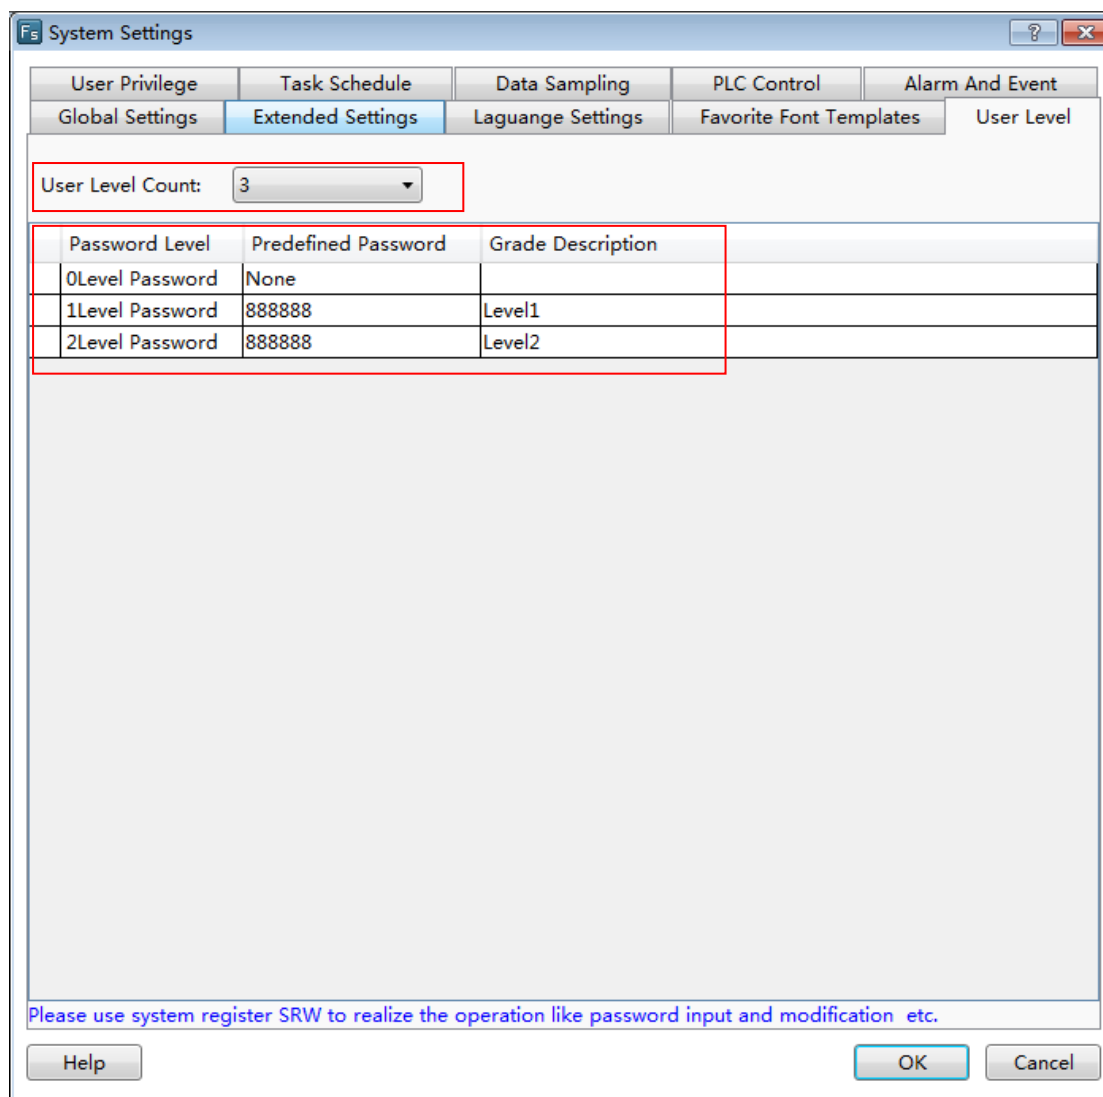 Fs System Settings ?
User Privilege Task Schedule Data Sampling PLC Control Alarm And Event
Global Settings Extended Settings Laguange Settings Favorite Font Templates User Level
User Level Count: 3
Password Level Predefined Password Grade Description
0Level Password None
1Level Password 888888 Level1
2Level Password 888888 Level2
Please use system register SRW to realize the operation like password input and modification etc.
Help OK Cancel